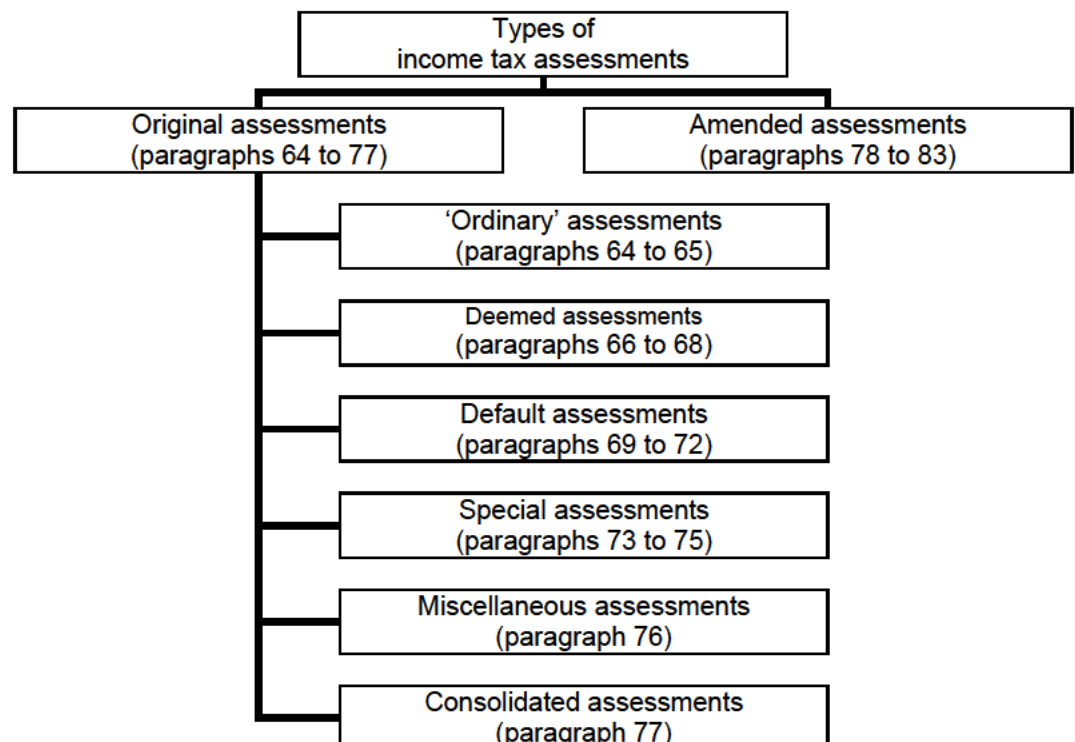 Types of
income tax assessments
Original assessments
(paragraphs 64 to 77)
Amended assessments
(paragraphs 78 to 83)
‘Ordinary’ assessments
(paragraphs 64 to 65)
Deemed assessments
(paragraphs 66 to 68)
Default assessments
(paragraphs 69 to 72)
Special assessments
(paragraphs 73 to 75)
Miscellaneous assessments
(paragraph 76)
Consolidated assessments
(paragraph 77)